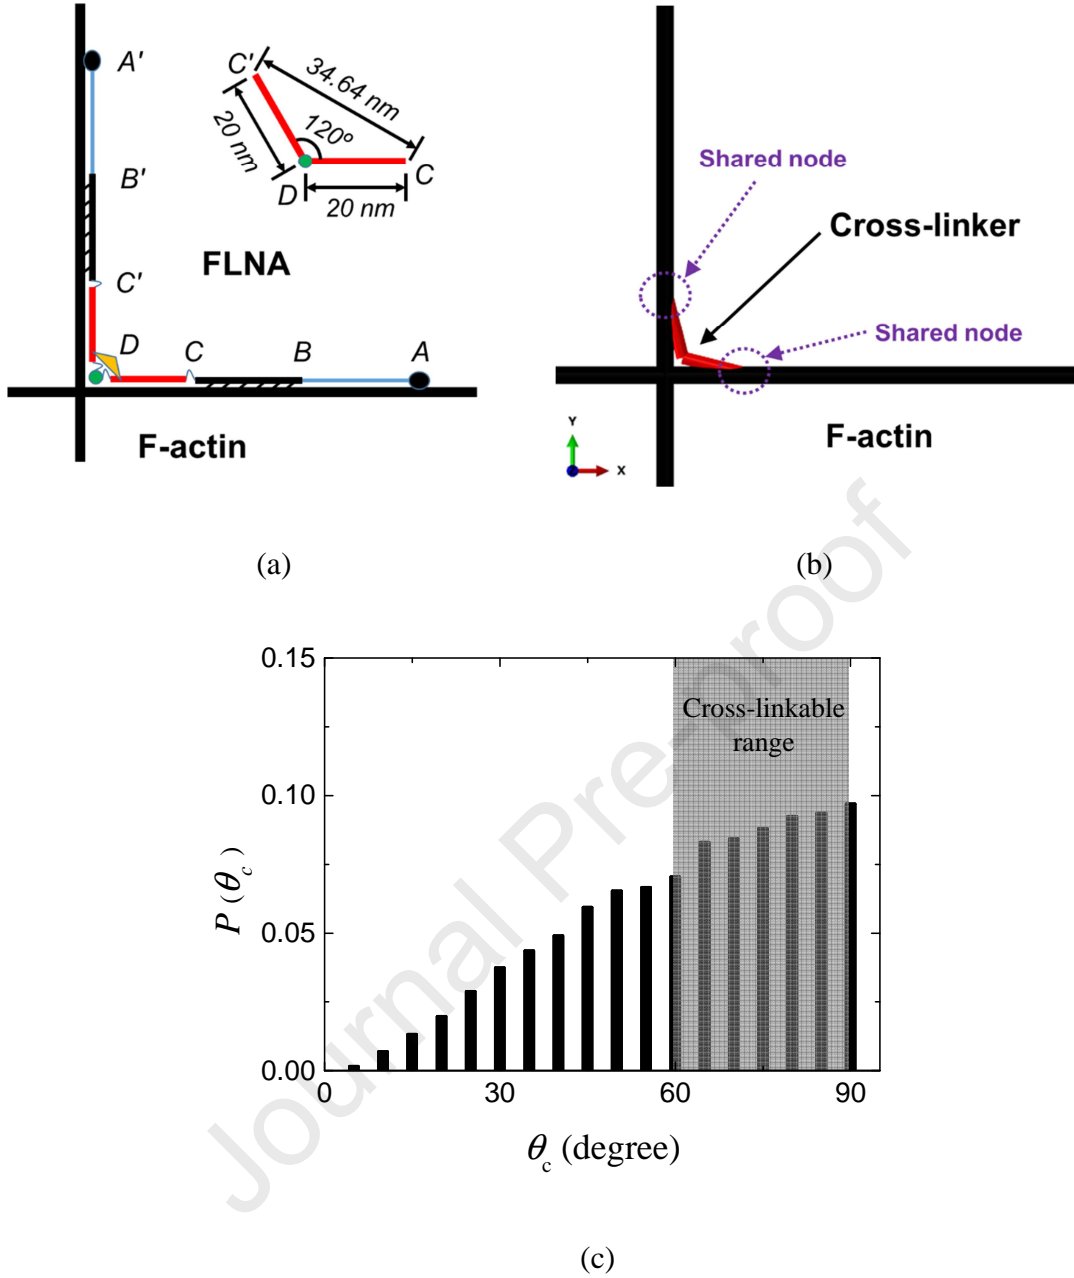 A'
C'
34.64 nm
120º
20 nm
D
C
20 nm
B'
FLNA
C'
D
C
B
A
F-actin
(a)
Shared node
Cross-linker
Shared node
Y
X
F-actin
(b)
0.15
0.10
0.05
0.00
P (θc)
Cross-linkable
range
0
30
60
90
θc (degree)
(c)
Journal Pre-proof